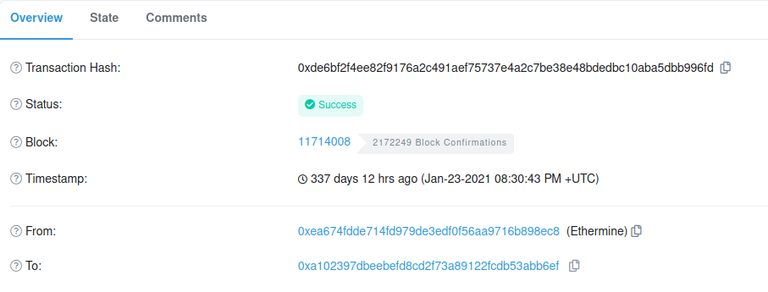 Overview State Comments
Transaction Hash: 0xde6bf2f4ee82f9176a2c491aef75737e4a2c7be38e48bdedbc10aba5dbb996fd
Status: Success
Block: 11714008 2172249 Block Confirmations
Timestamp: 337 days 12 hrs ago (Jan-23-2021 08:30:43 PM +UTC)
From: 0xea674fdde714fd979de3edf0f56aa9716b898ec8 (Ethermine)
To: 0xa102397dbeebefd8cd2f73a89122fcdb53abb6ef